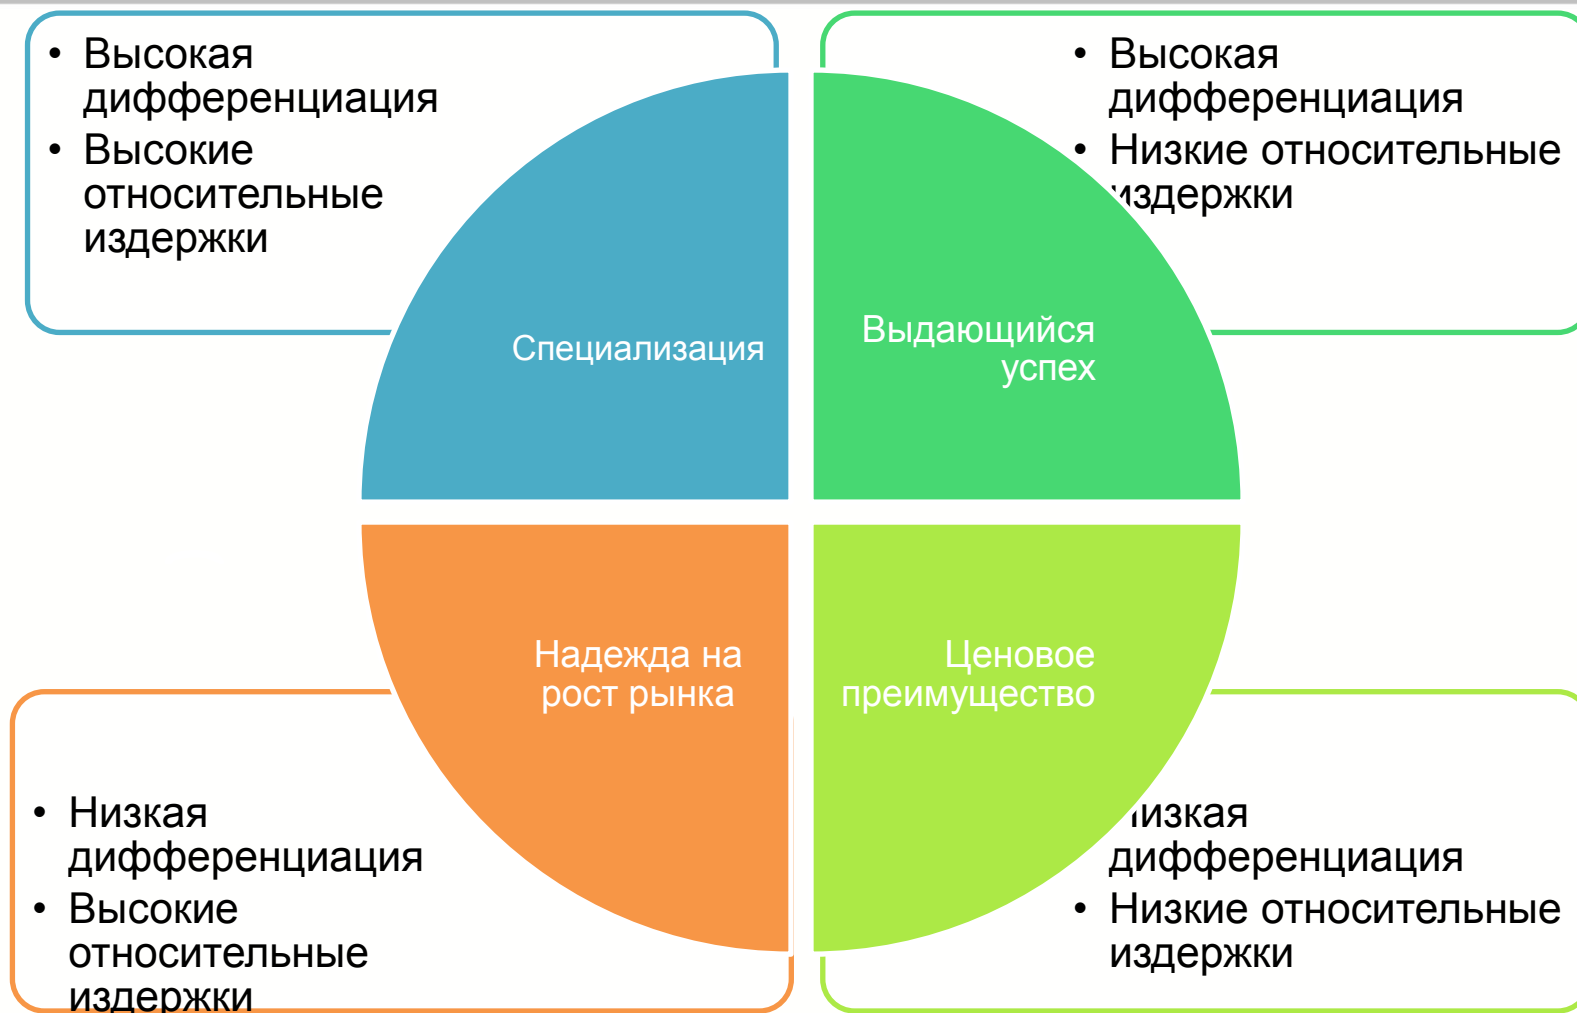 • Высокая
дифференциация
• Высокие
относительные
издержки
• Высокая
дифференциация
• Низкие относительные
издержки
Специализация
Выдающийся
успех
Надежда на
рост рынка
Ценовое
преимущество
• Низкая
дифференциация
• Высокие
относительные
издержки
Низкая
дифференциация
• Низкие относительные
издержки